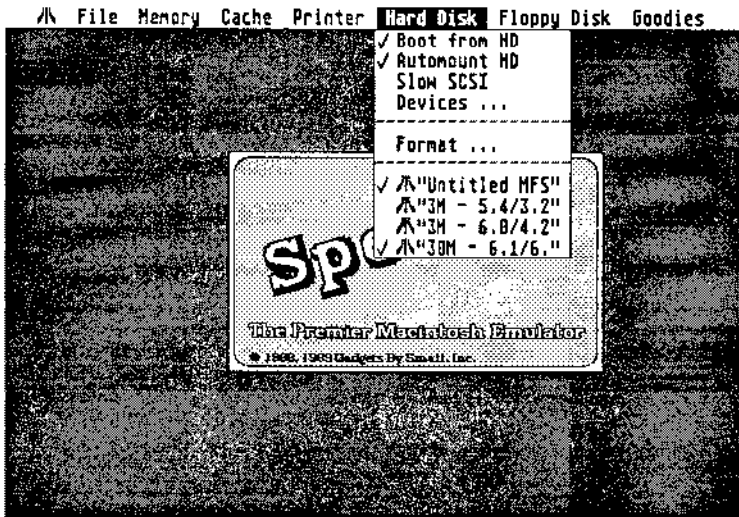 File Memory Cache Printer Hard Disk Floppy Disk Goodies
✓ Boot from HD
✓ Automount HD
Slow SCSI
Devices ...
Format ...
✓ "Untitled MFS"
"3M - 5.4/3.2"
"3M - 6.0/4.2"
✓ "30M - 6.1/6."
Spe
The Premier Macintosh Emulator
© 1988, 1989 Gadgets By Small, Inc.